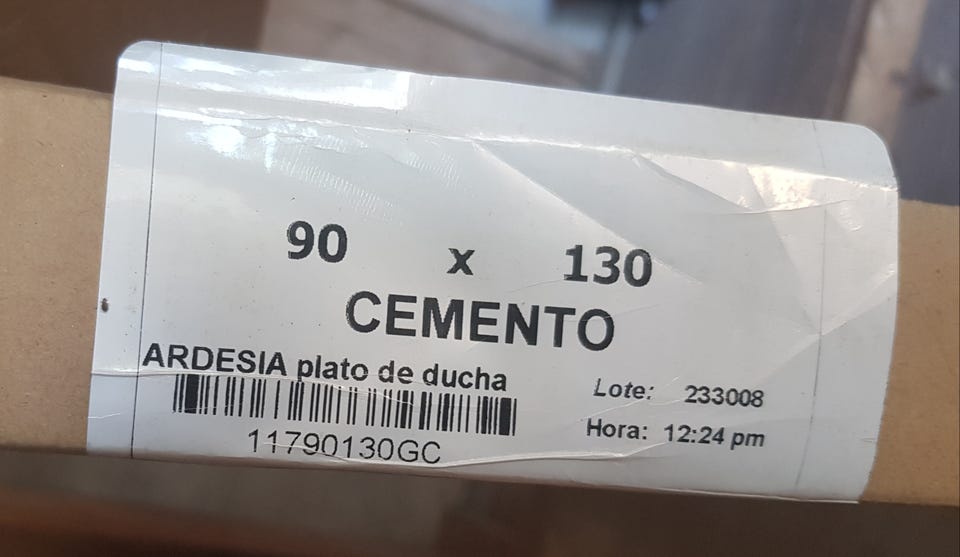 90 x 130
CEMENTO
ARDESIA plato de ducha
Lote: 233008
11790130GC
Hora: 12:24 pm